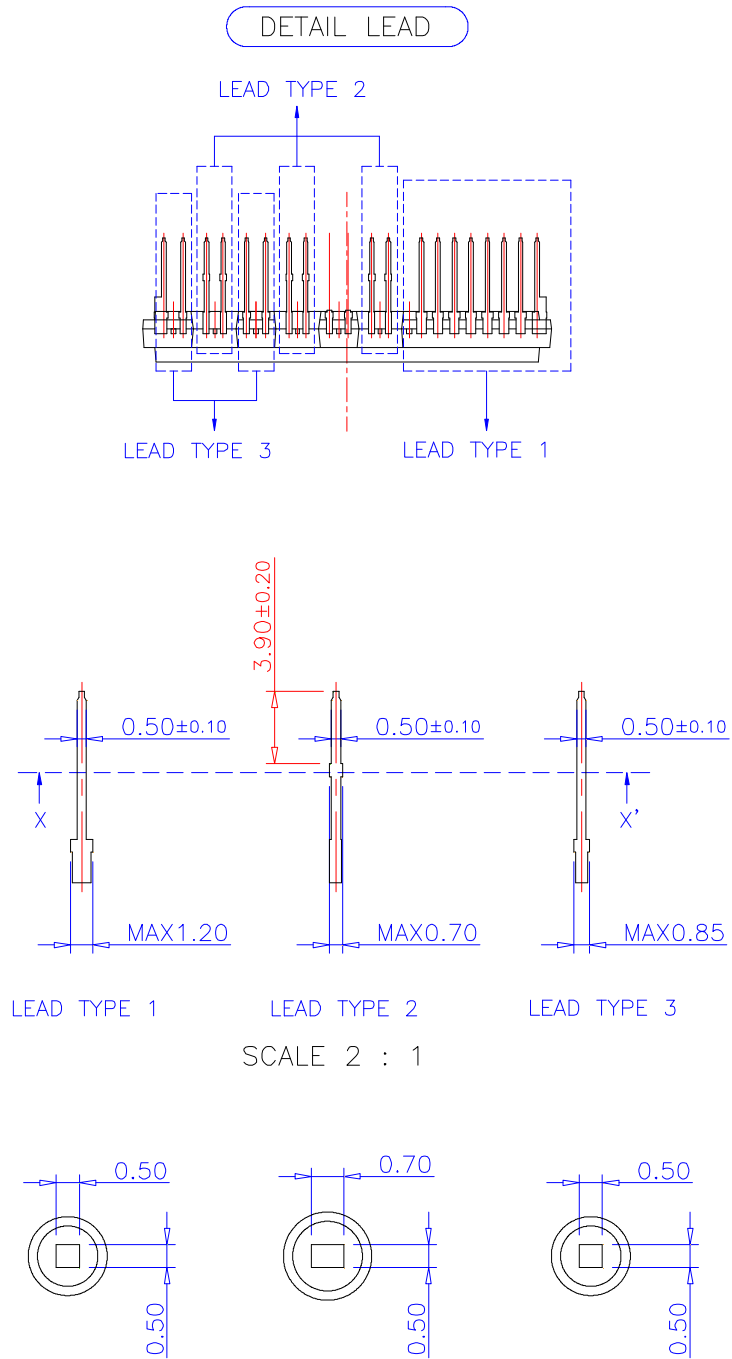 DETAIL LEAD
LEAD TYPE 2
LEAD TYPE 3
LEAD TYPE 1
3.90±0.20
0.50±0.10
0.50±0.10
0.50±0.10
X
X'
MAX1.20
MAX0.70
MAX0.85
LEAD TYPE 1
LEAD TYPE 2
LEAD TYPE 3
SCALE 2 : 1
0.50
0.70
0.50
0.50
0.50
0.50